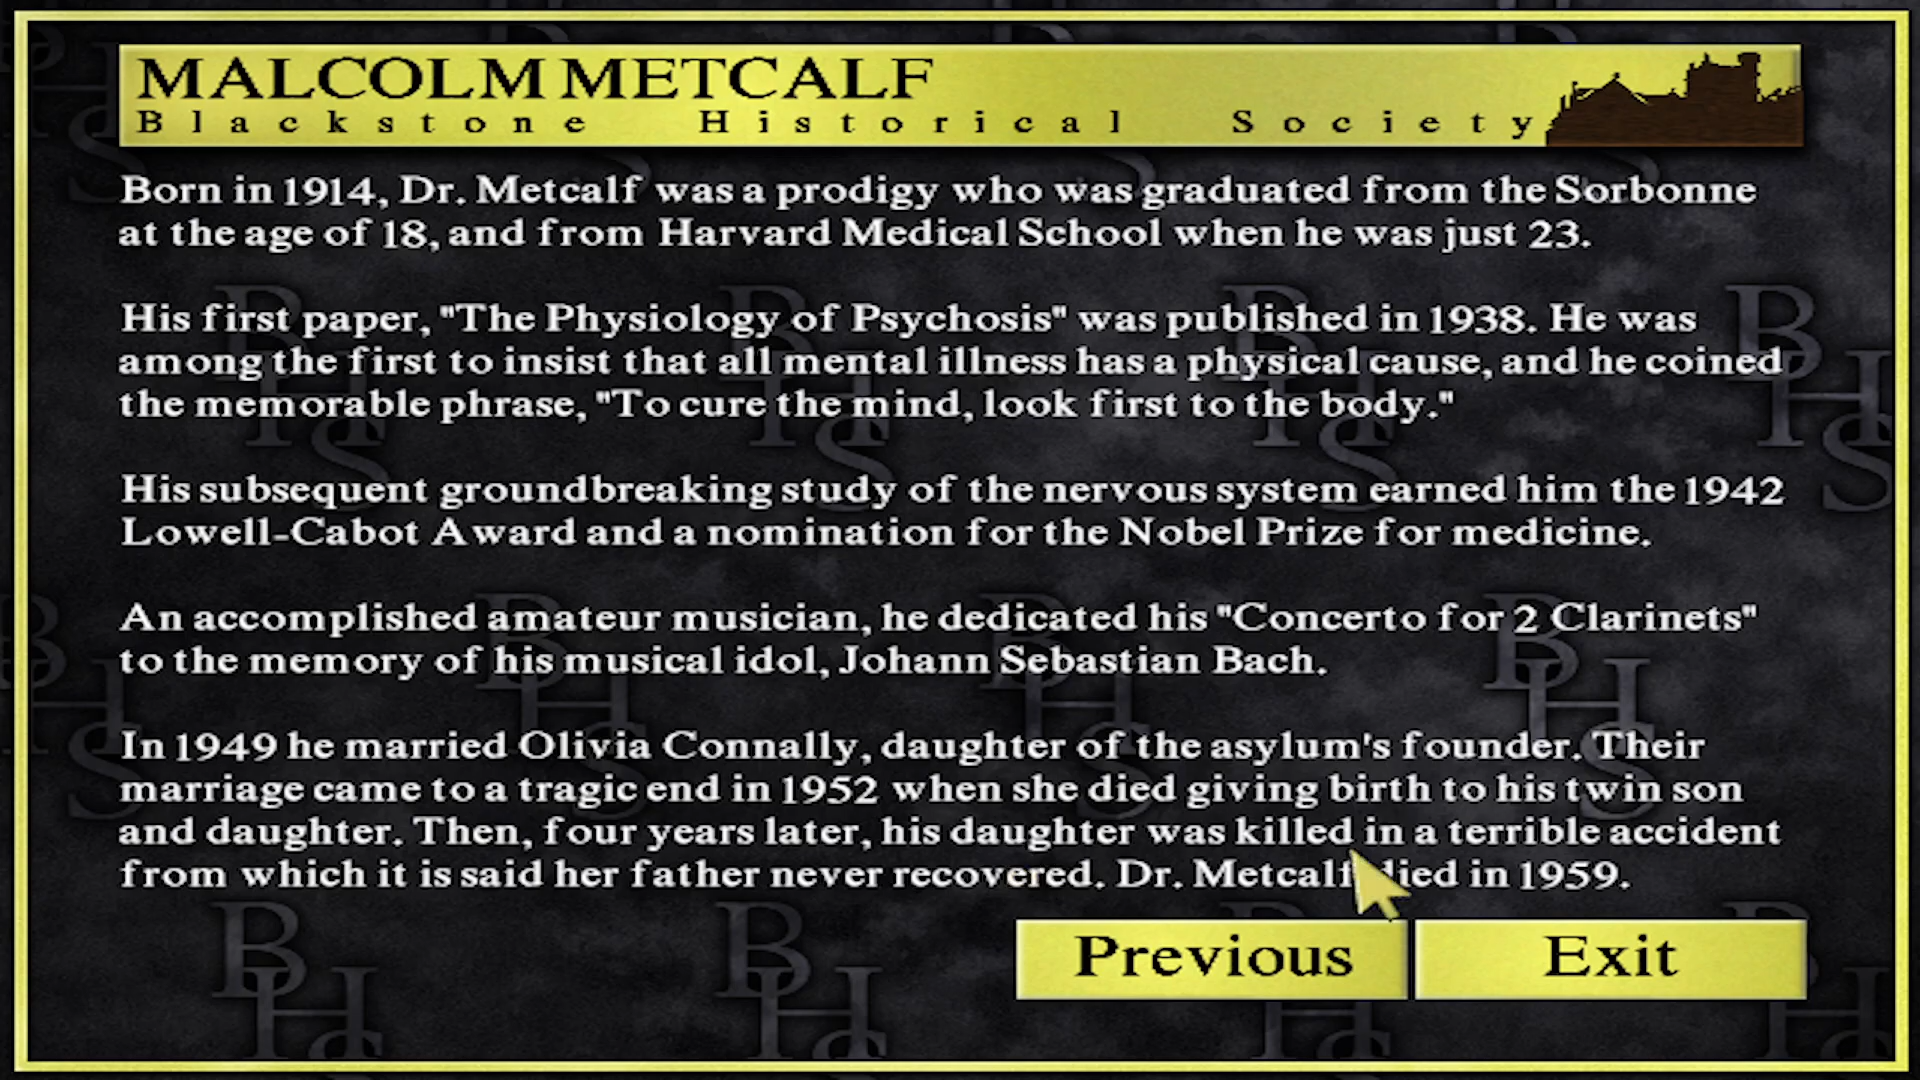 MALCOLM METCALF
Blackstone Historical Society
Born in 1914, Dr. Metcalf was a prodigy who was graduated from the Sorbonne
at the age of 18, and from Harvard Medical School when he was just 23.
His first paper, "The Physiology of Psychosis" was published in 1938. He was
among the first to insist that all mental illness has a physical cause, and he coined
the memorable phrase, "To cure the mind, look first to the body."
His subsequent groundbreaking study of the nervous system earned him the 1942
Lowell-Cabot Award and a nomination for the Nobel Prize for medicine.
An accomplished amateur musician, he dedicated his "Concerto for 2 Clarinets"
to the memory of his musical idol, Johann Sebastian Bach.
In 1949 he married Olivia Connally, daughter of the asylum's founder. Their
marriage came to a tragic end in 1952 when she died giving birth to his twin son
and daughter. Then, four years later, his daughter was killed in a terrible accident
from which it is said her father never recovered. Dr. Metcalf died in 1959.
Previous
Exit